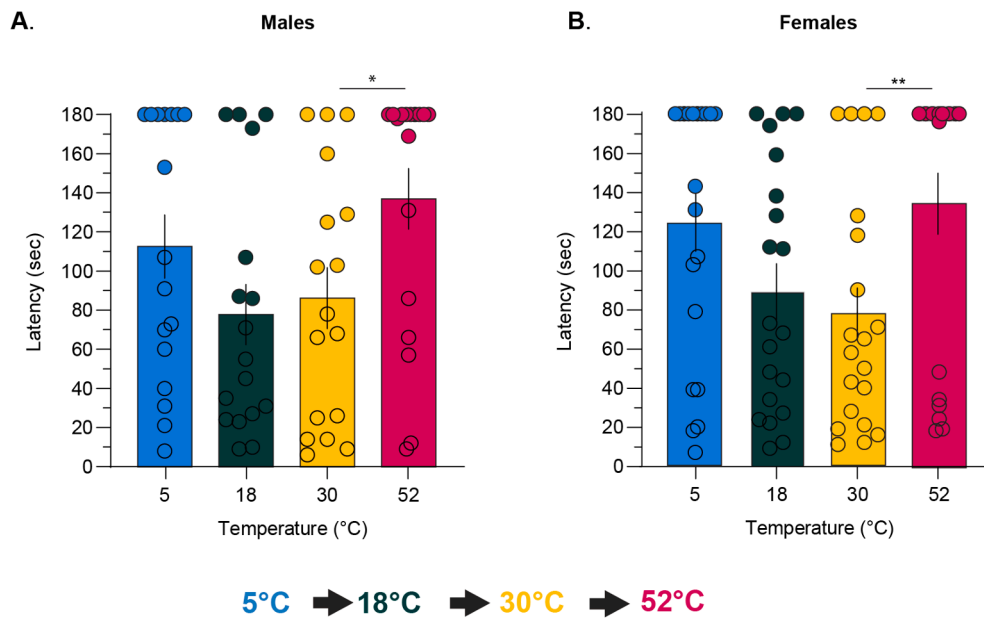 A.
Males
*
Latency (sec)
180
160
140
120
100
80
60
40
20
0
5 18 30 52
Temperature (°C)
B.
Females
**
Latency (sec)
180
160
140
120
100
80
60
40
20
0
5 18 30 52
Temperature (°C)
5°C 18°C 30°C 52°C